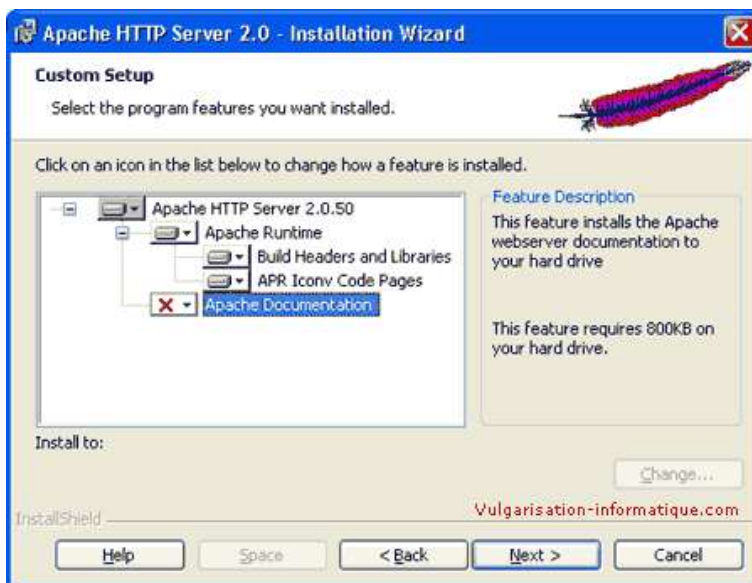 Apache HTTP Server 2.0 - Installation Wizard
Custom Setup
Select the program features you want installed.
Click on an icon in the list below to change how a feature is installed.
Apache HTTP Server 2.0.50
Apache Runtime
Build Headers and Libraries
APR Iconv Code Pages
Apache Documentation
Feature Description
This feature installs the Apache
webserver documentation to
your hard drive
This feature requires 800KB on
your hard drive.
Install to:
Change...
Vulgarisation-informatique.com
InstallShield
Help
Space
< Back
Next >
Cancel